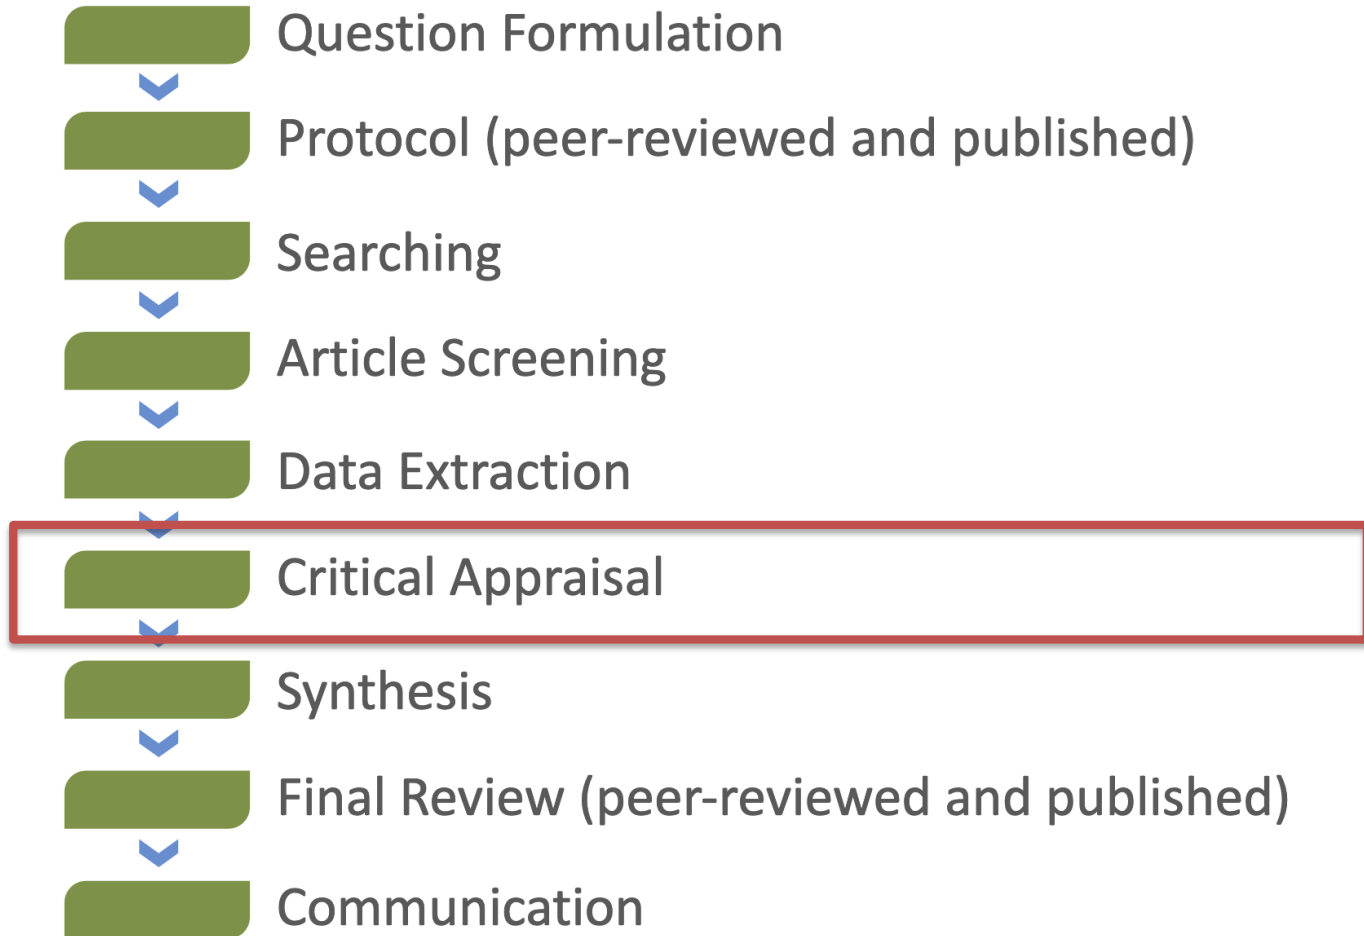 Question Formulation
Protocol (peer-reviewed and published)
Searching
Article Screening
Data Extraction
Critical Appraisal
Synthesis
Final Review (peer-reviewed and published)
Communication